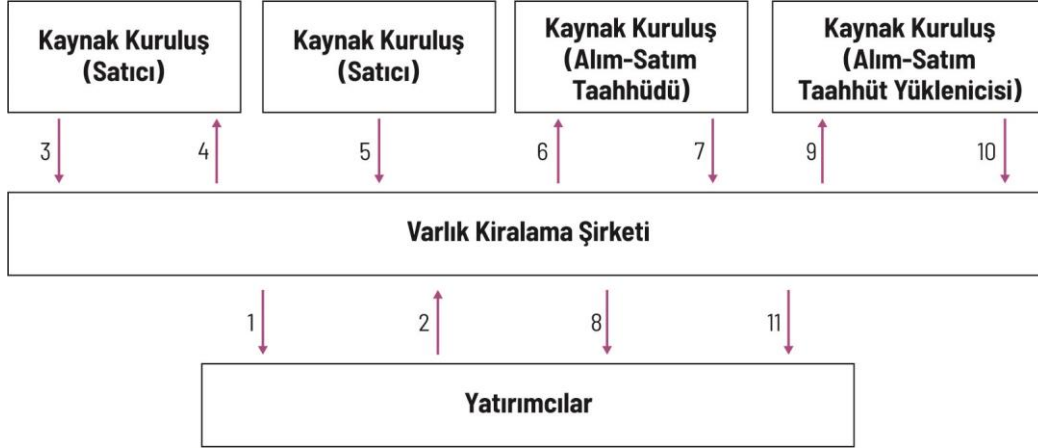 Kaynak Kuruluş
(Satıcı)
Kaynak Kuruluş
(Satıcı)
Kaynak Kuruluş
(Alım-Satım
Taahhüdü)
Kaynak Kuruluş
(Alım-Satım
Taahhüt Yüklenicisi)
3
4
5
6
7
9
10
Varlık Kiralama Şirketi
1
2
8
11
Yatırımcılar